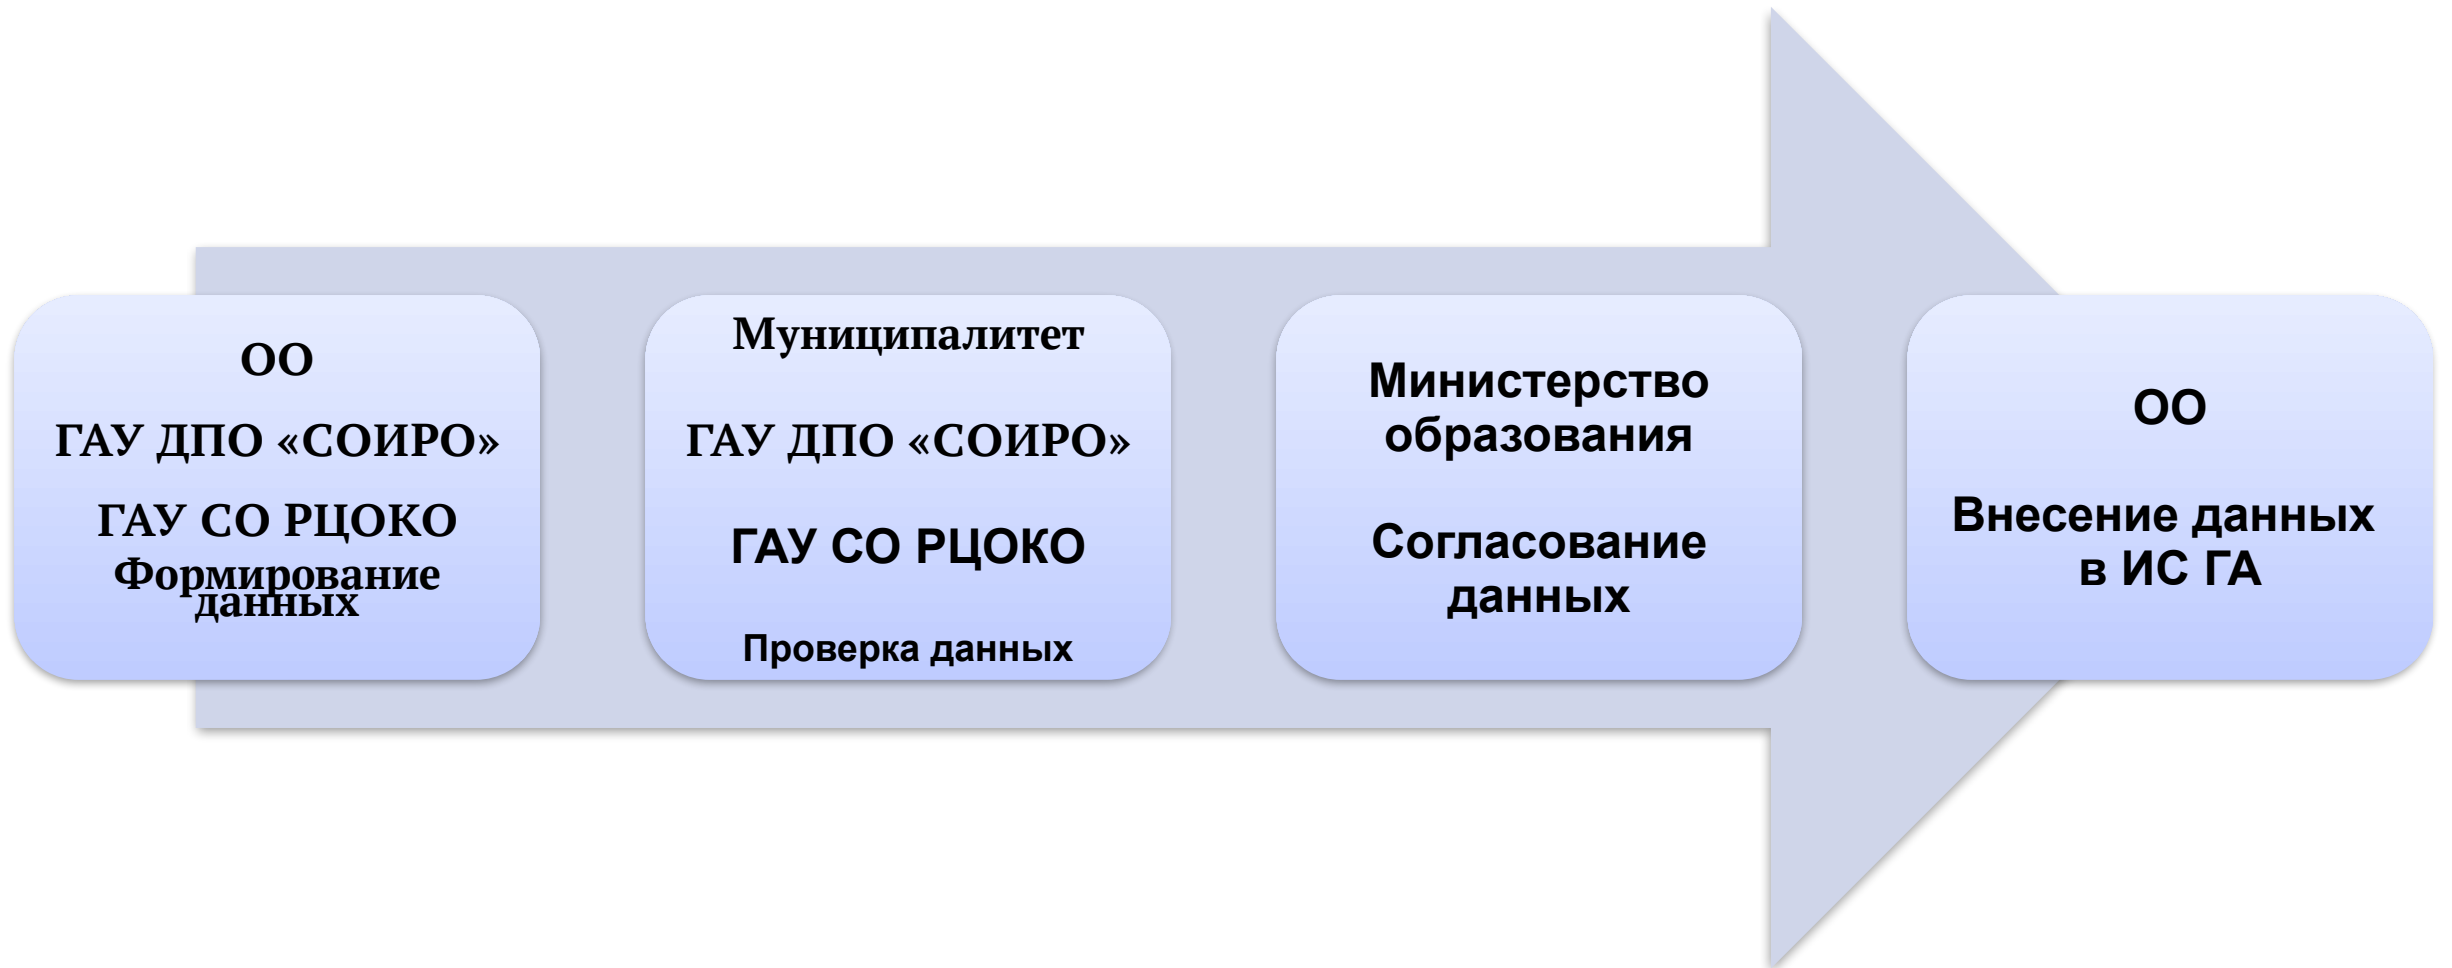 ОО
ГАУ ДПО «СОИРО»
ГАУ СО РЦОКО
Формирование
данных
Муниципалитет
ГАУ ДПО «СОИРО»
ГАУ СО РЦОКО
Проверка данных
Министерство
образования
Согласование
данных
ОО
Внесение данных
в ИС ГА